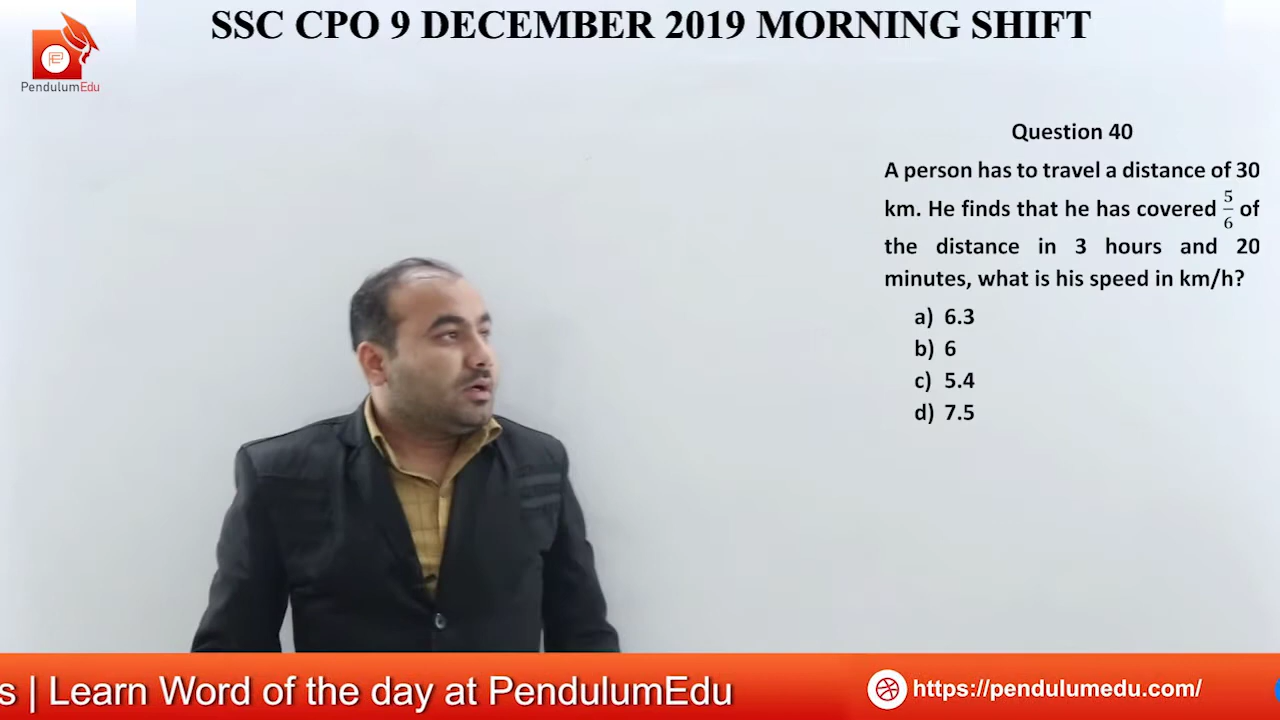 SSC CPO 9 DECEMBER 2019 MORNING SHIFT
PendulumEdu
Question 40
A person has to travel a distance of 30
km. He finds that he has covered 5/6 of
the distance in 3 hours and 20
minutes, what is his speed in km/h?
a) 6.3
b) 6
c) 5.4
d) 7.5
s | Learn Word of the day at PendulumEdu
https://pendulumedu.com/